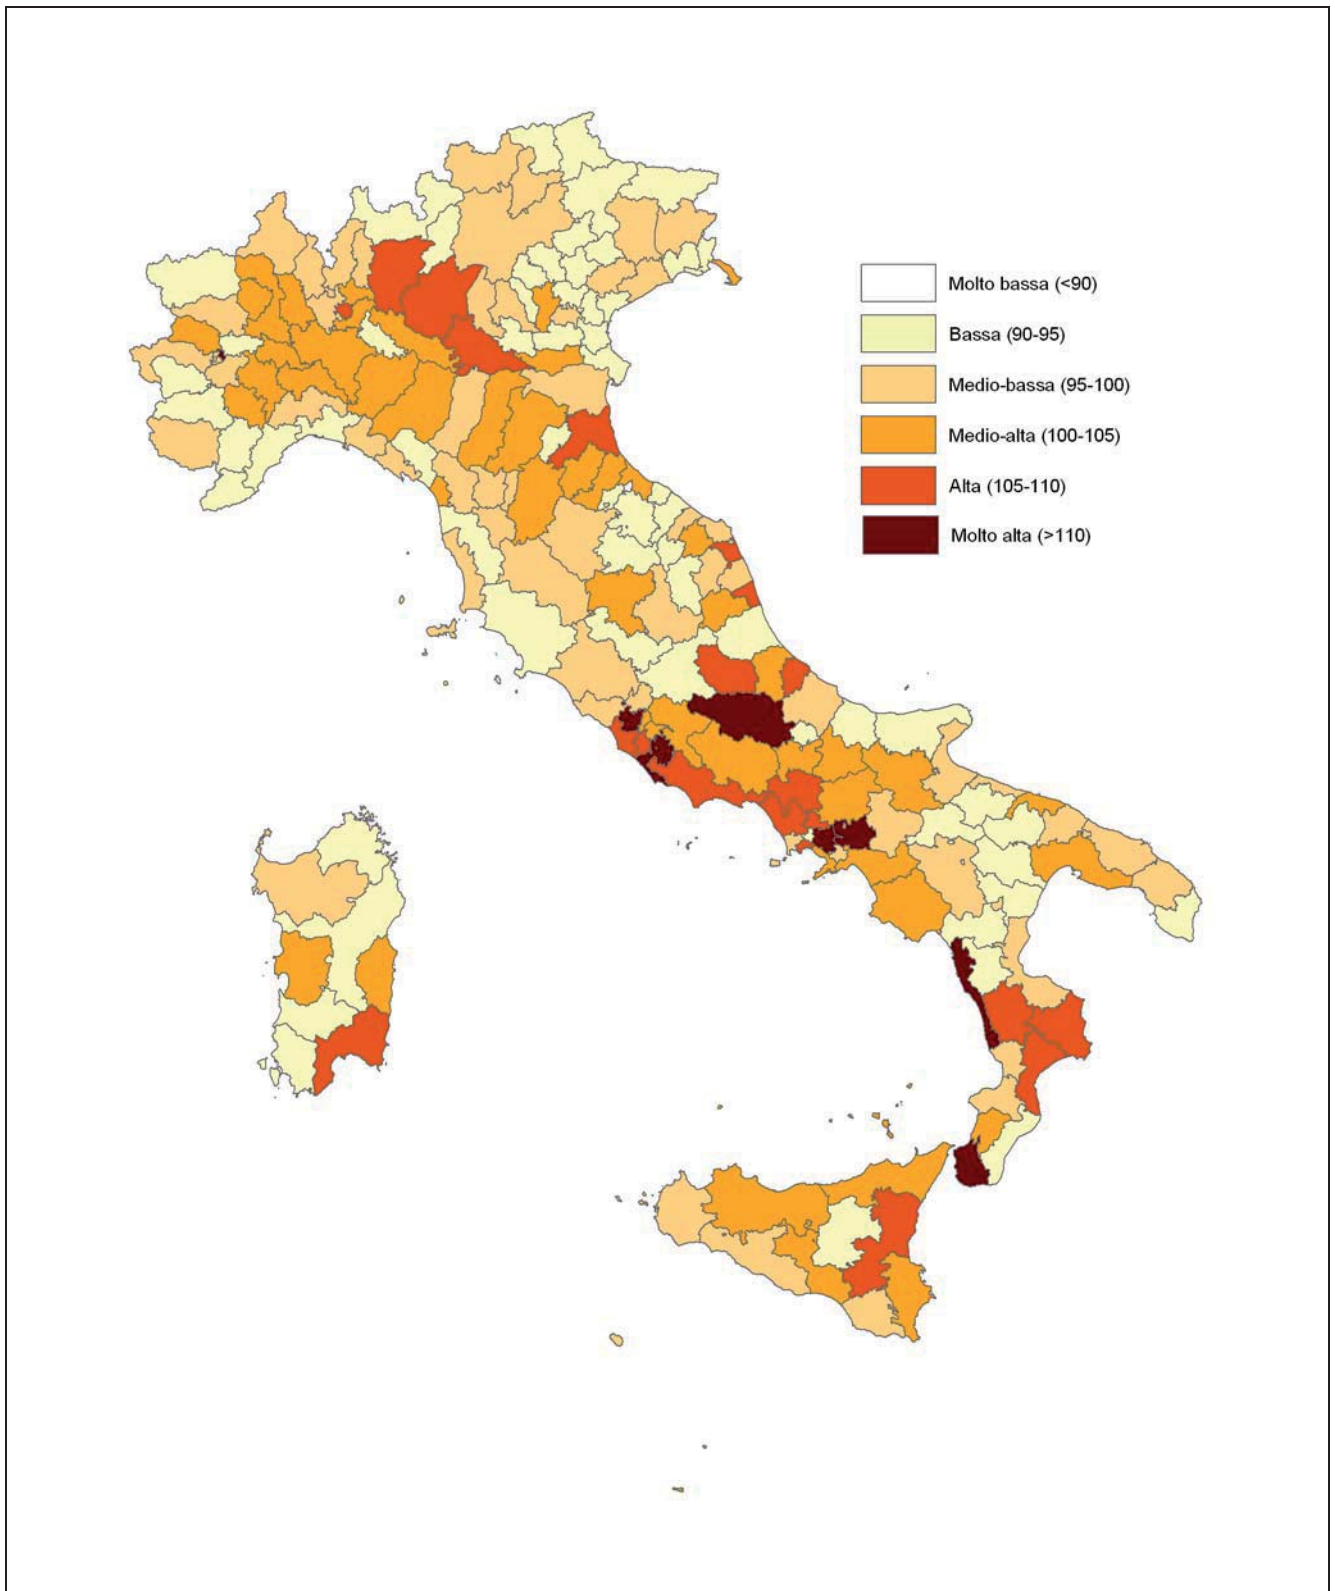 Molto bassa (<90)
Bassa (90-95)
Medio-bassa (95-100)
Medio-alta (100-105)
Alta (105-110)
Molto alta (>110)